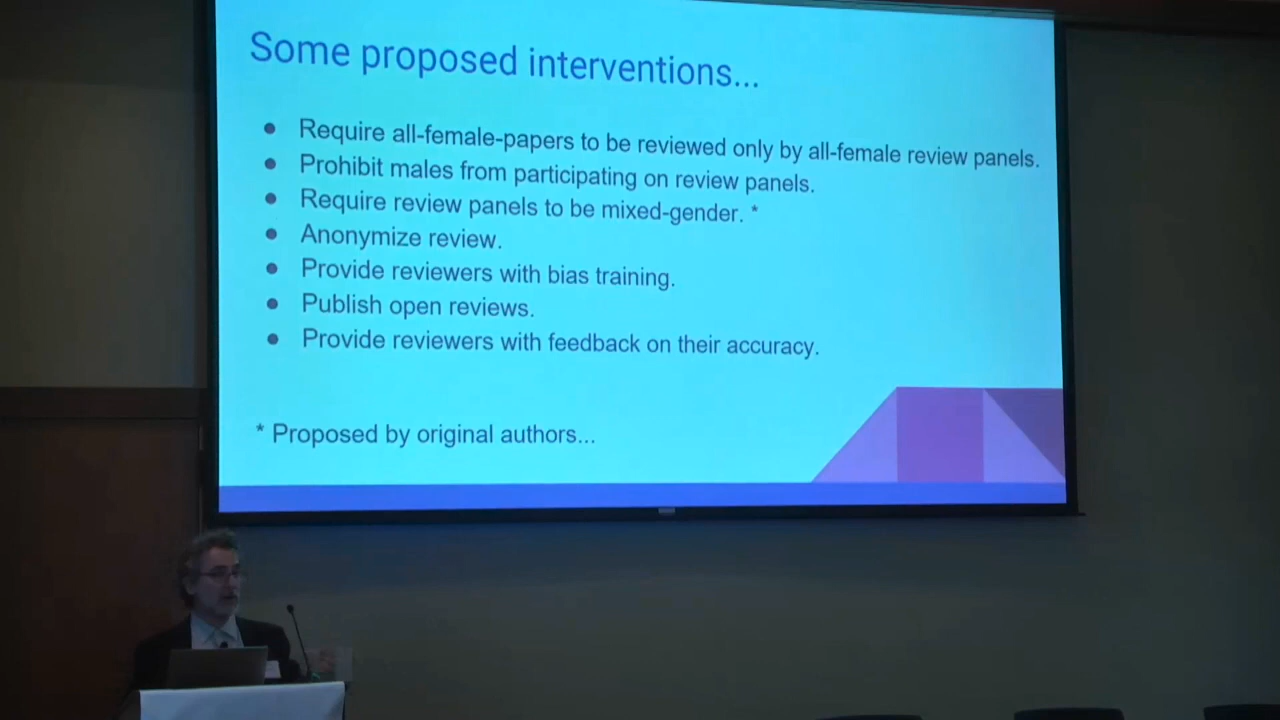 Some proposed interventions...
● Require all-female-papers to be reviewed only by all-female review panels.
● Prohibit males from participating on review panels.
● Require review panels to be mixed-gender. *
● Anonymize review.
● Provide reviewers with bias training.
● Publish open reviews.
● Provide reviewers with feedback on their accuracy.
* Proposed by original authors...